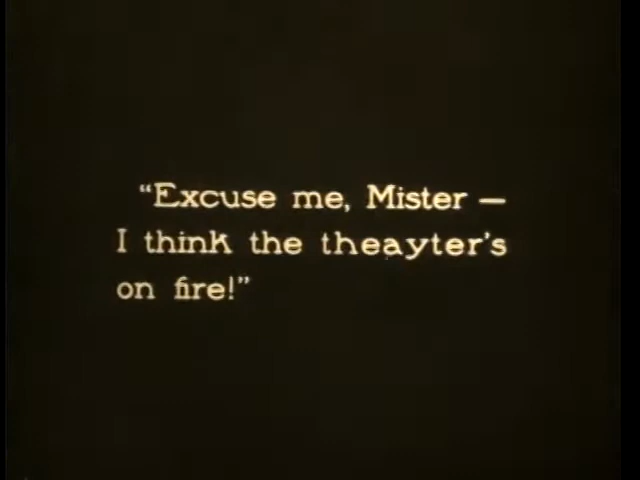 “Excuse me, Mister —
I think the theayter's
on fire!”